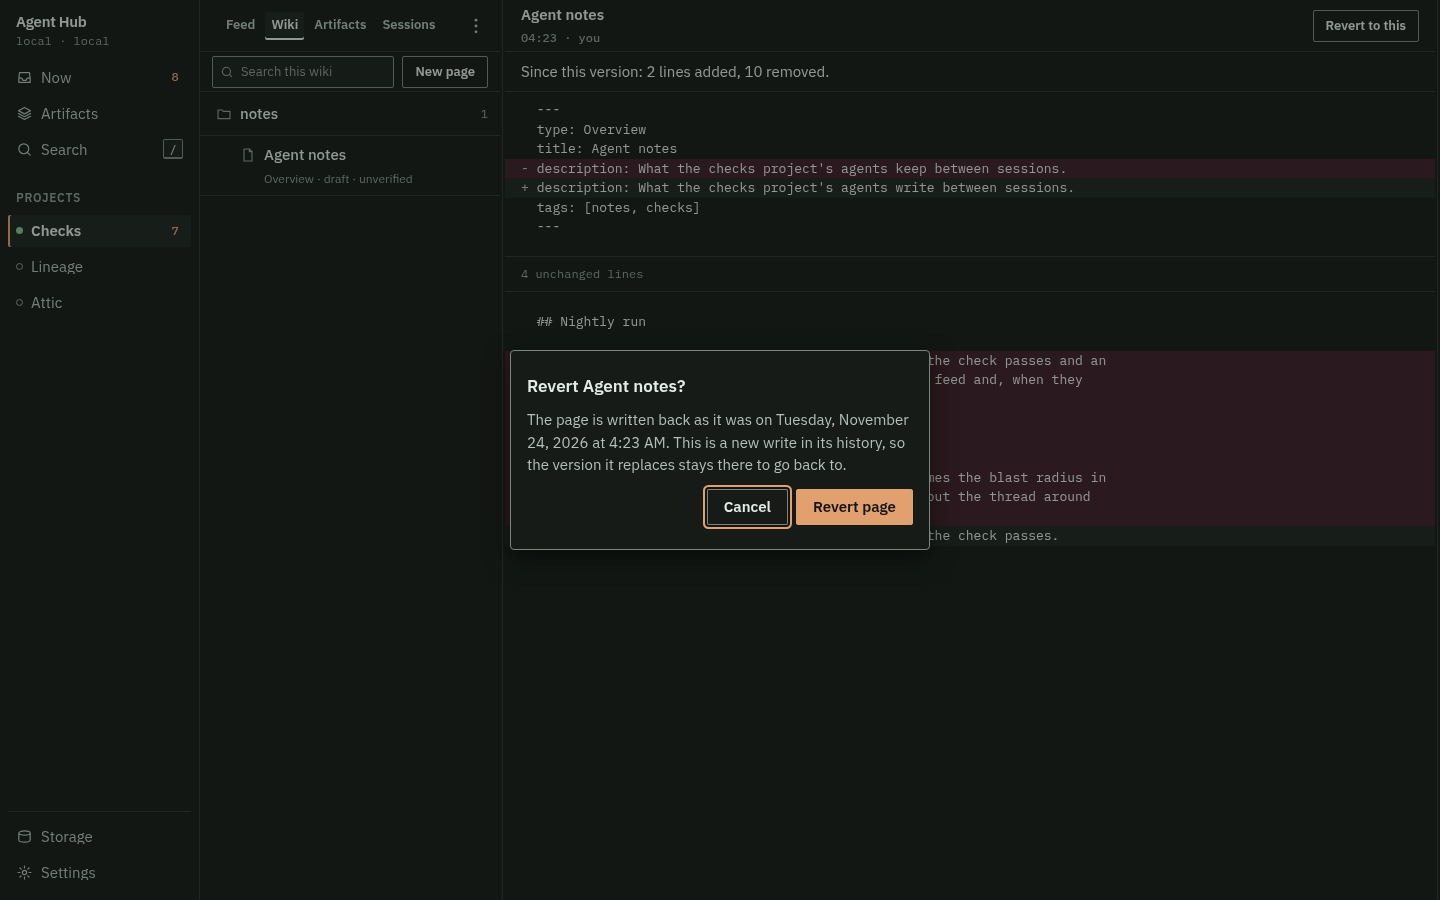 Agent Hub
local · local
Now 8
Artifacts
Search /
PROJECTS
Checks 7
Lineage
Attic
Storage
Settings
Feed Wiki Artifacts Sessions
Search this wiki New page
notes 1
Agent notes
Overview · draft · unverified
Agent notes
04:23 · you
Revert to this
Since this version: 2 lines added, 10 removed.
---
type: Overview
title: Agent notes
- description: What the checks project's agents keep between sessions.
+ description: What the checks project's agents write between sessions.
tags: [notes, checks]
---
4 unchanged lines
## Nightly run
the check passes and an
feed and, when they
the blast radius in
the thread around
the check passes.
Revert Agent notes?
The page is written back as it was on Tuesday, November
24, 2026 at 4:23 AM. This is a new write in its history, so
the version it replaces stays there to go back to.
Cancel Revert page